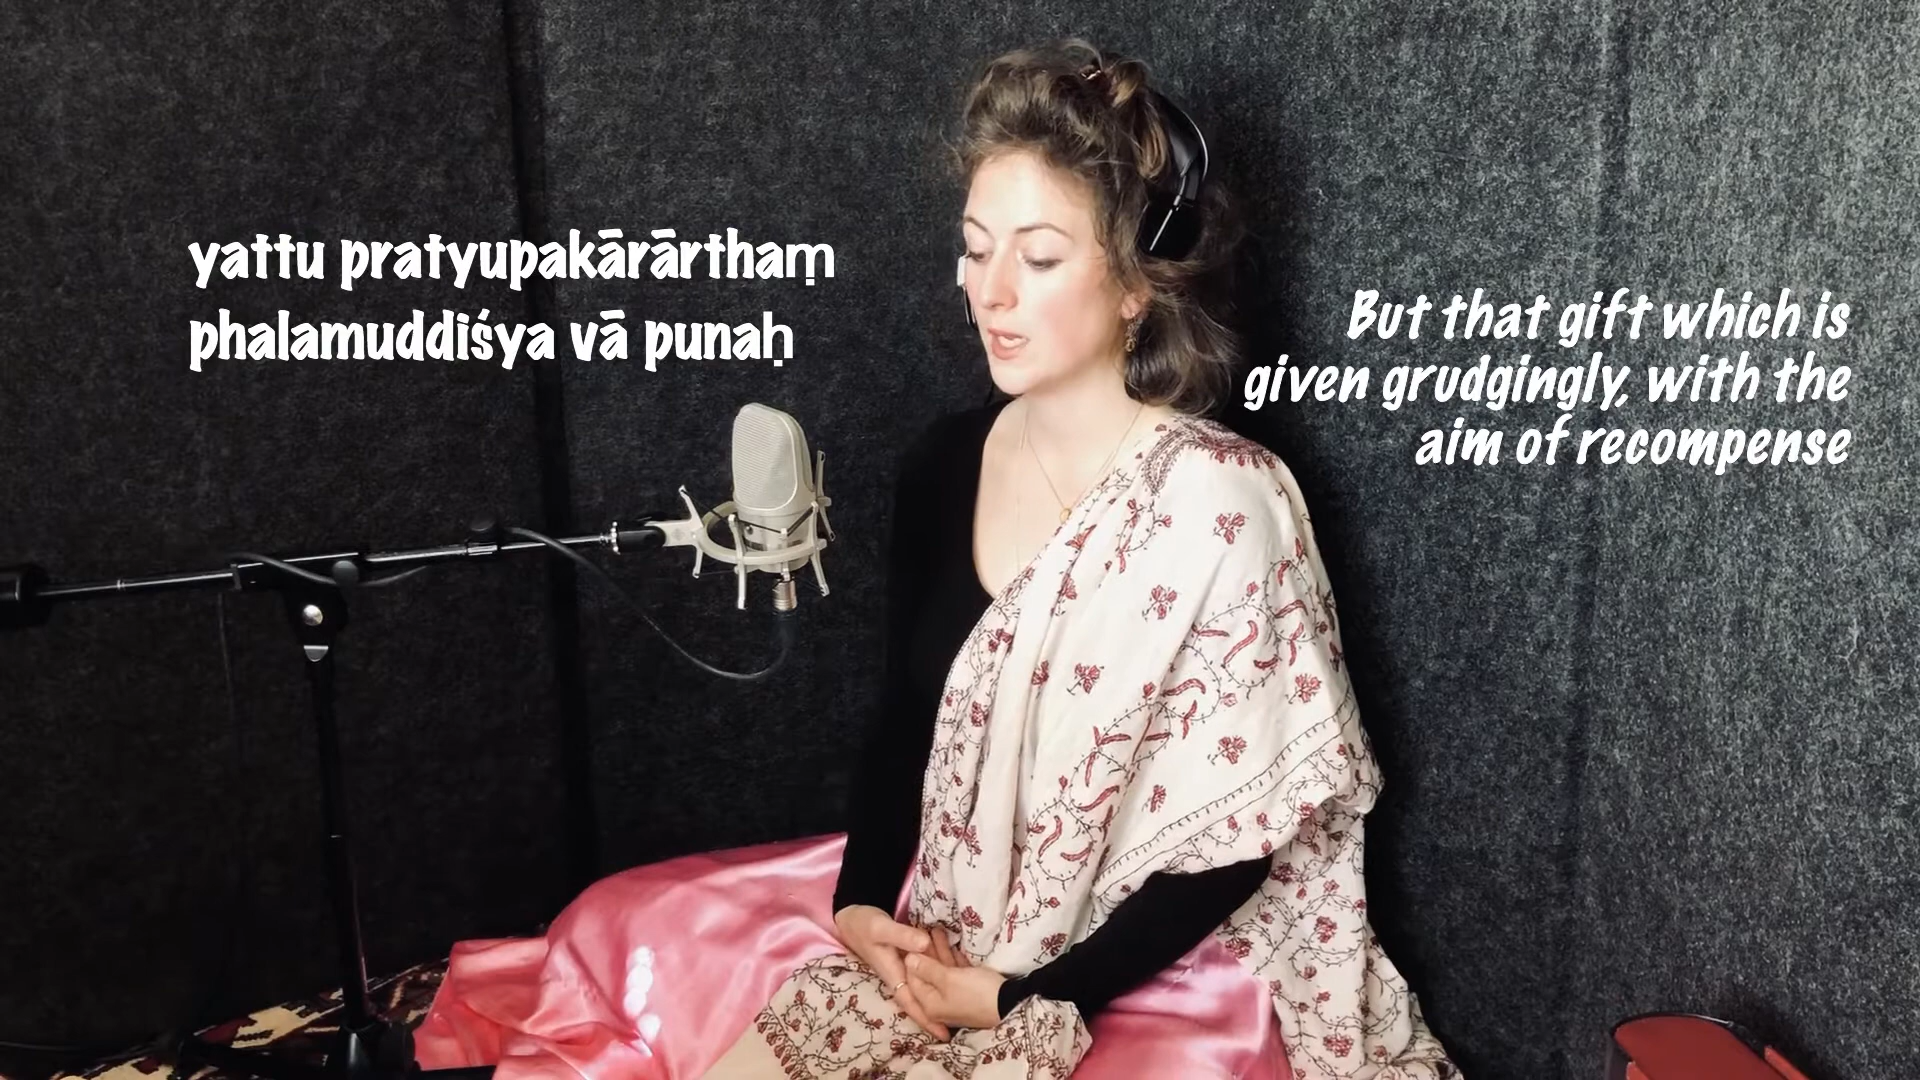 yattu pratyupakārārthaṃ
phalamuddiśya vā punaḥ
But that gift which is
given grudgingly, with the
aim of recompense